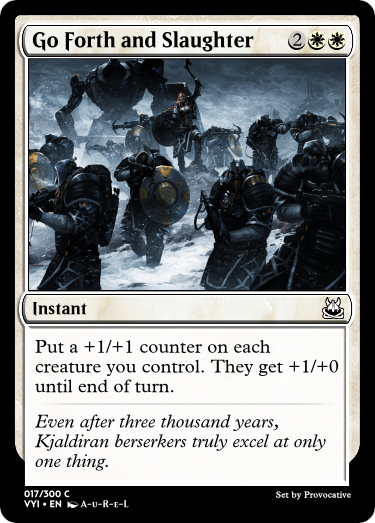 Go Forth and Slaughter 2
Instant
Put a +1/+1 counter on each
creature you control. They get +1/+0
until end of turn.
Even after three thousand years,
Kjaldiran berserkers truly excel at only
one thing.
017/300 C
VYI • EN A-U-R-E-L
Set by Provocative